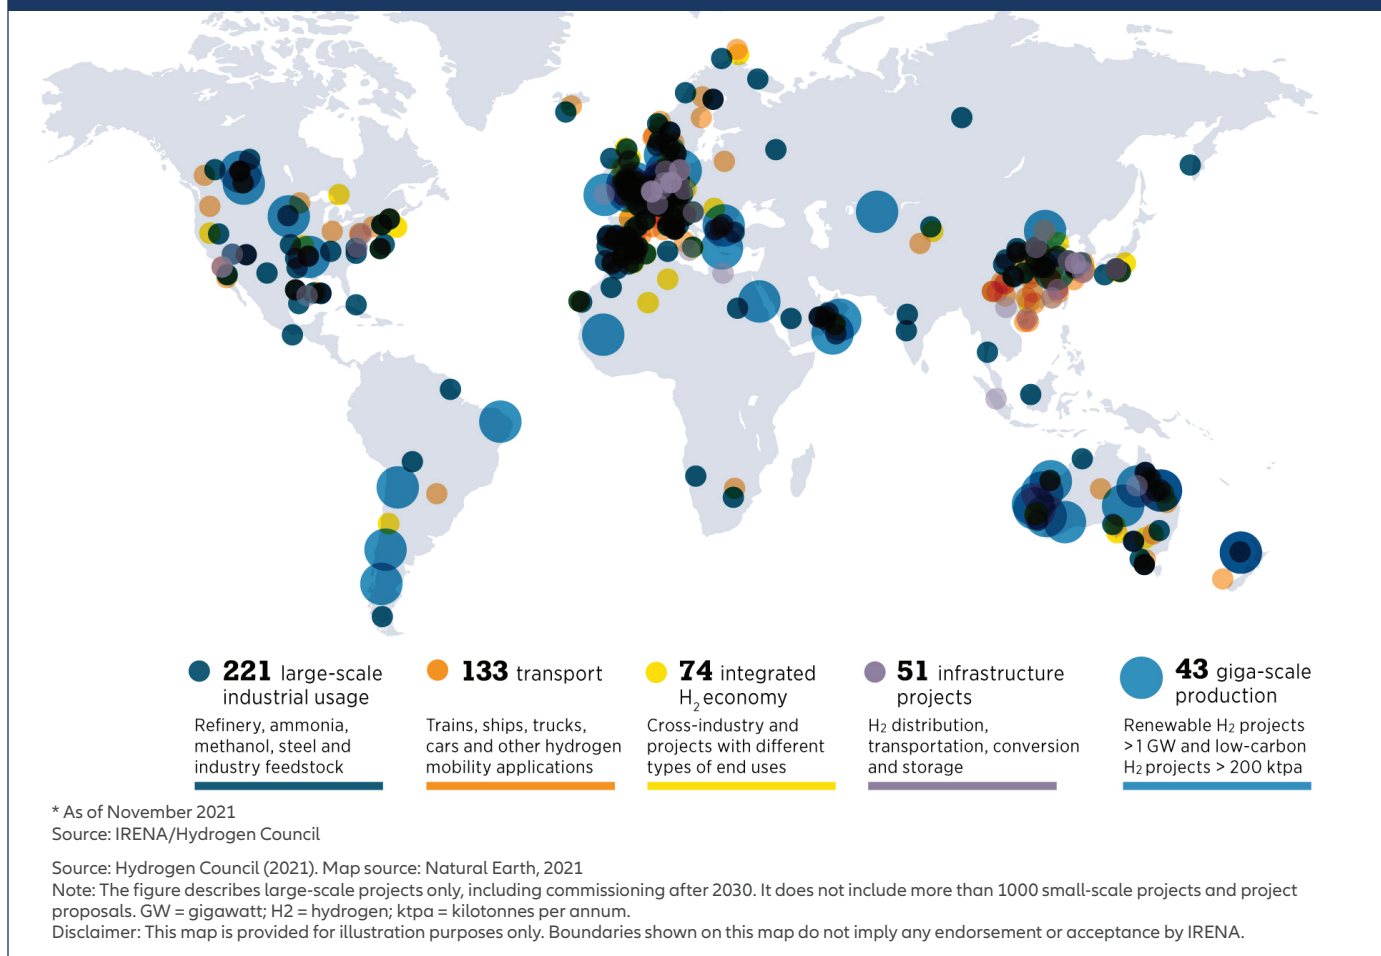 221 large-scale
industrial usage
Refinery, ammonia,
methanol, steel and
industry feedstock
133 transport
Trains, ships, trucks,
cars and other hydrogen
mobility applications
74 integrated
H2 economy
Cross-industry and
projects with different
types of end uses
51 infrastructure
projects
H2 distribution,
transportation, conversion
and storage
43 giga-scale
production
Renewable H2 projects
>1 GW and low-carbon
H2 projects > 200 ktpa
* As of November 2021
Source: IRENA/Hydrogen Council
Source: Hydrogen Council (2021). Map source: Natural Earth, 2021
Note: The figure describes large-scale projects only, including commissioning after 2030. It does not include more than 1000 small-scale projects and project
proposals. GW = gigawatt; H2 = hydrogen; ktpa = kilotonnes per annum.
Disclaimer: This map is provided for illustration purposes only. Boundaries shown on this map do not imply any endorsement or acceptance by IRENA.